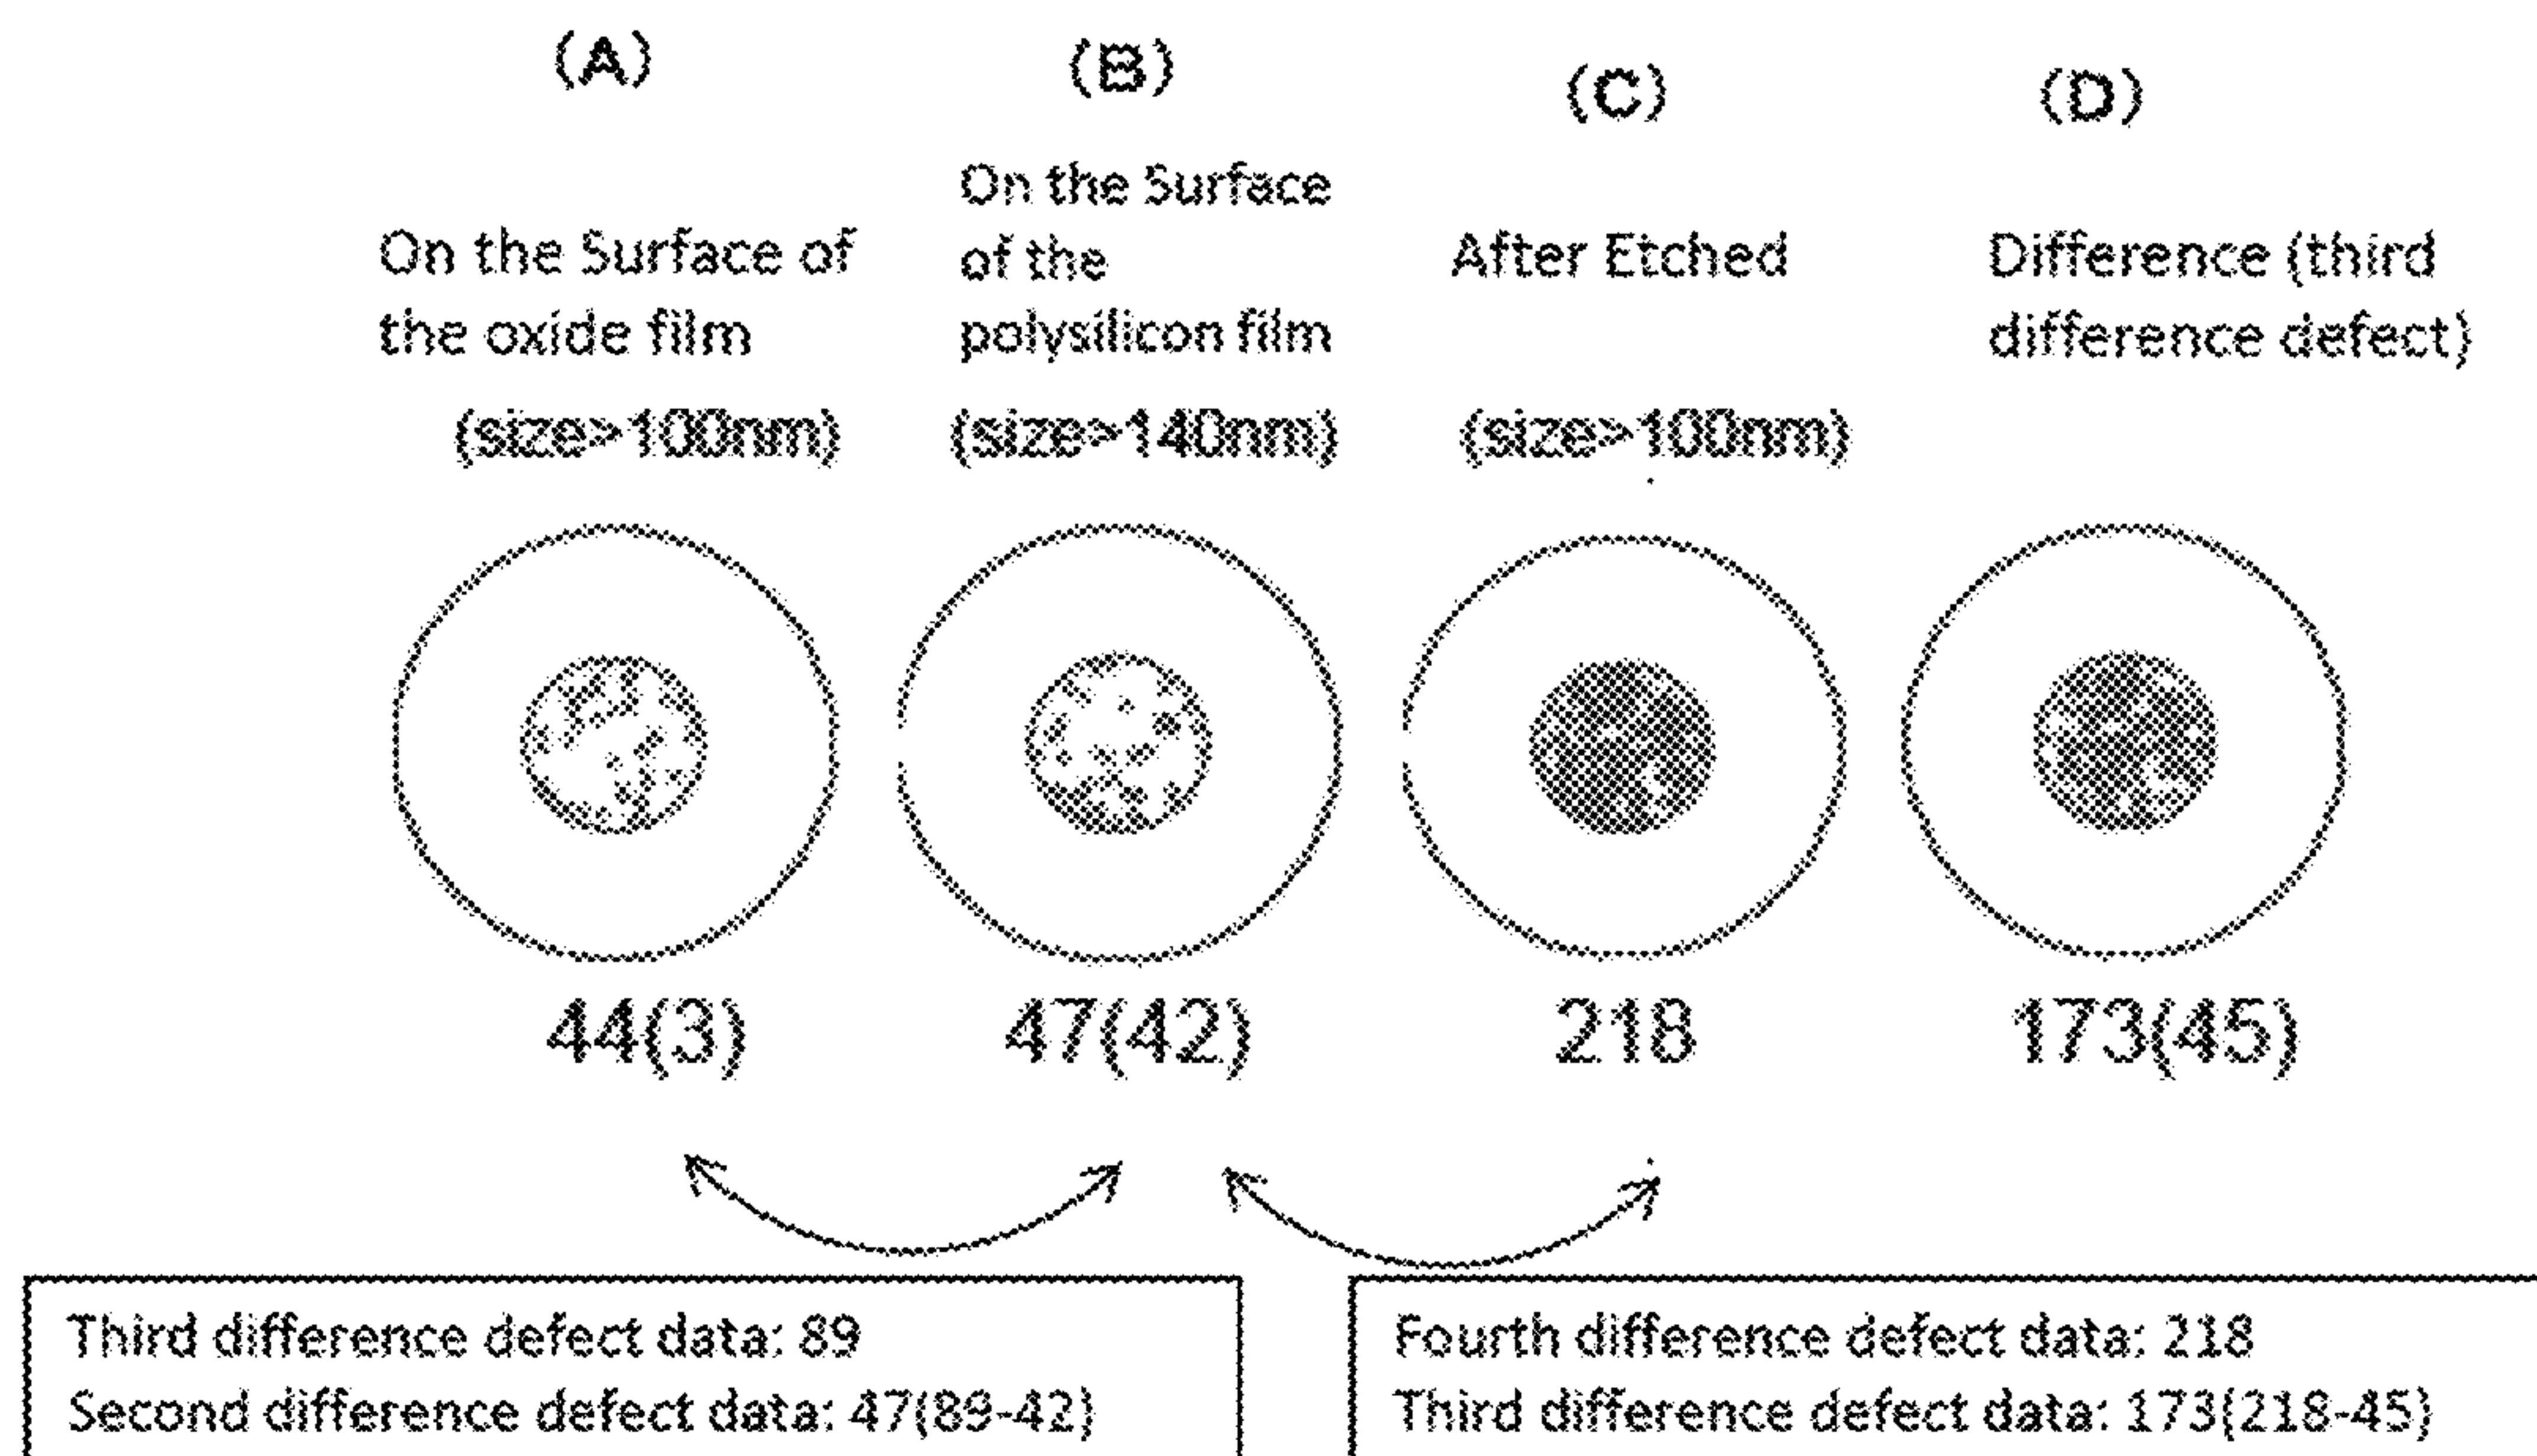 (A)
(B)
(C)
(D)
On the Surface of
the oxide film
(size>100nm)
On the Surface
of the
polysilicon film
(size>140nm)
After Etched
(size>100nm)
Difference (third
difference defect)
44(3)
47(42)
218
173(45)
Third difference defect data: 89
Second difference defect data: 47(89-42)
Fourth difference defect data: 218
Third difference defect data: 173(218-45)